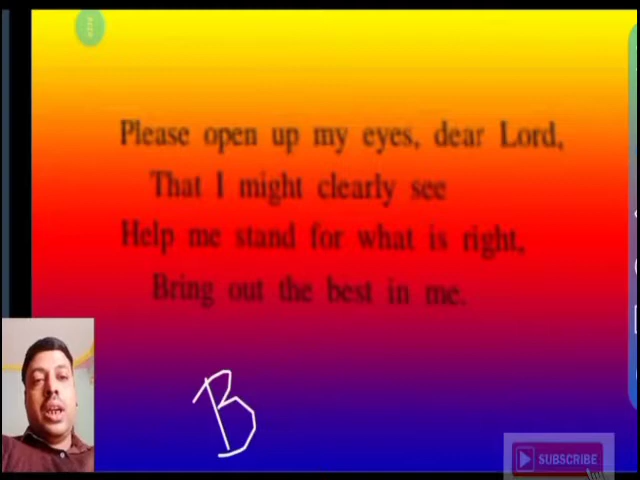 Please open up my eyes, dear Lord,
That I might clearly see
Help me stand for what is right,
Bring out the best in me.
B
SUBSCRIBE